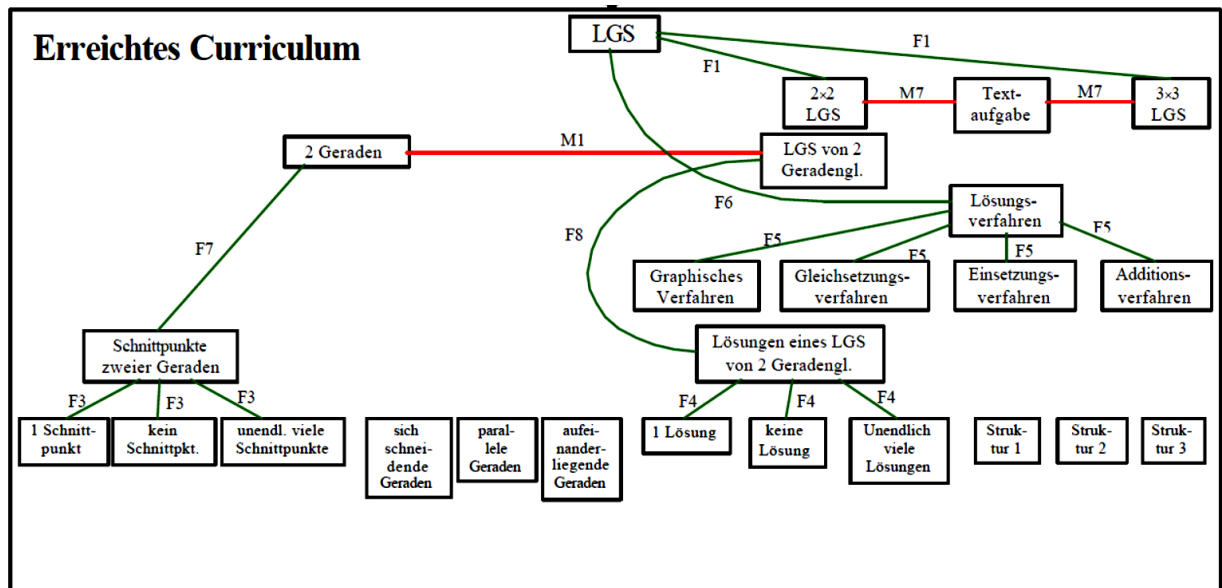 Erreichtes Curriculum
LGS
F1
F1
2×2
LGS
M7
Text-
aufgabe
M7
3×3
LGS
2 Geraden
M1
LGS von 2
Geradengl.
F6
Lösungs-
verfahren
F7
F8
F5
F5
F5
F5
Graphisches
Verfahren
Gleichsetzungs-
verfahren
Einsetzungs-
verfahren
Additions-
verfahren
Schnittpunkte
zweier Geraden
Lösungen eines LGS
von 2 Geradengl.
F3
F3
F3
F4
F4
F4
1 Schnitt-
punkt
kein
Schnittpkt.
unendl. viele
Schnittpunkte
sich
schnei-
dende
Geraden
paral-
lele
Geraden
aufei-
nander-
liegende
Geraden
1 Lösung
keine
Lösung
Unendlich
viele
Lösungen
Struk-
tur 1
Struk-
tur 2
Struk-
tur 3